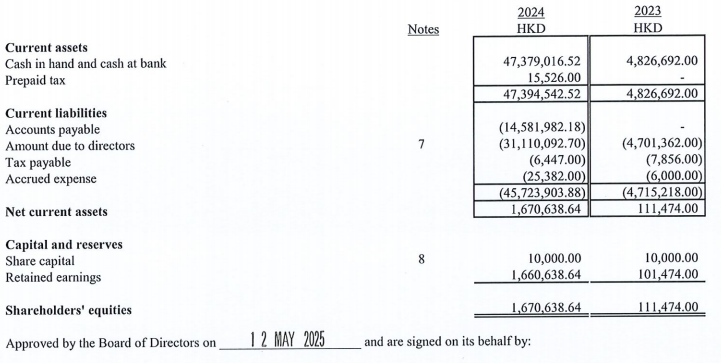 2024 2023
Notes HKD HKD
Current assets
Cash in hand and cash at bank 47,379,016.52 4,826,692.00
Prepaid tax 15,526.00 -
47,394,542.52 4,826,692.00
Current liabilities
Accounts payable (14,581,982.18) -
Amount due to directors 7 (31,110,092.70) (4,701,362.00)
Tax payable (6,447.00) (7,856.00)
Accrued expense (25,382.00) (6,000.00)
(45,723,903.88) (4,715,218.00)
Net current assets 1,670,638.64 111,474.00
Capital and reserves
Share capital 8 10,000.00 10,000.00
Retained earnings 1,660,638.64 101,474.00
Shareholders' equities 1,670,638.64 111,474.00
Approved by the Board of Directors on 12 MAY 2025 and are signed on its behalf by: